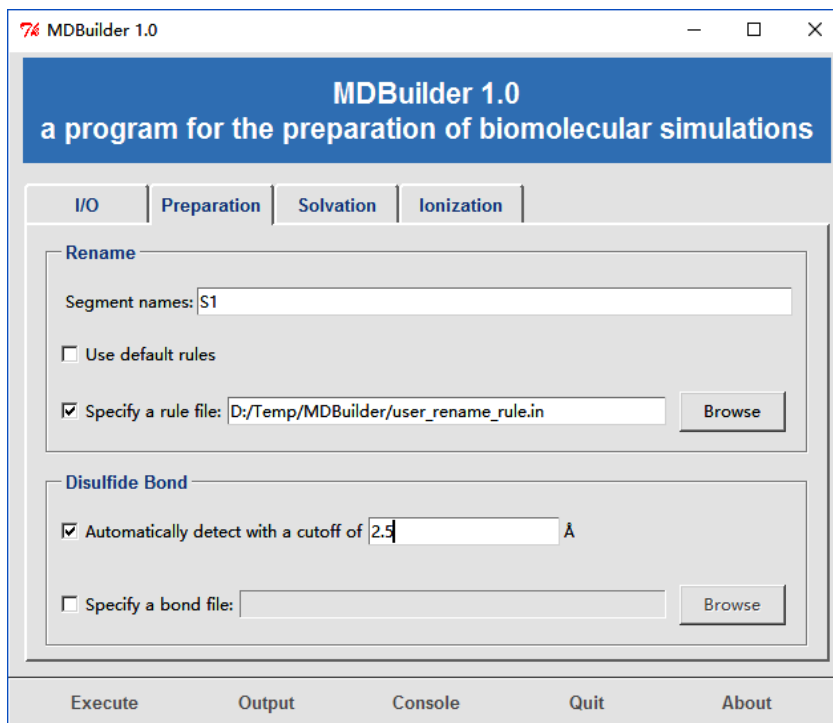 MDBuilder 1.0
MDBuilder 1.0
a program for the preparation of biomolecular simulations
I/O Preparation Solvation Ionization
Rename
Segment names: S1
Use default rules
Specify a rule file: D:/Temp/MDBuilder/user_rename_rule.in Browse
Disulfide Bond
Automatically detect with a cutoff of 2.5 Å
Specify a bond file: Browse
Execute Output Console Quit About